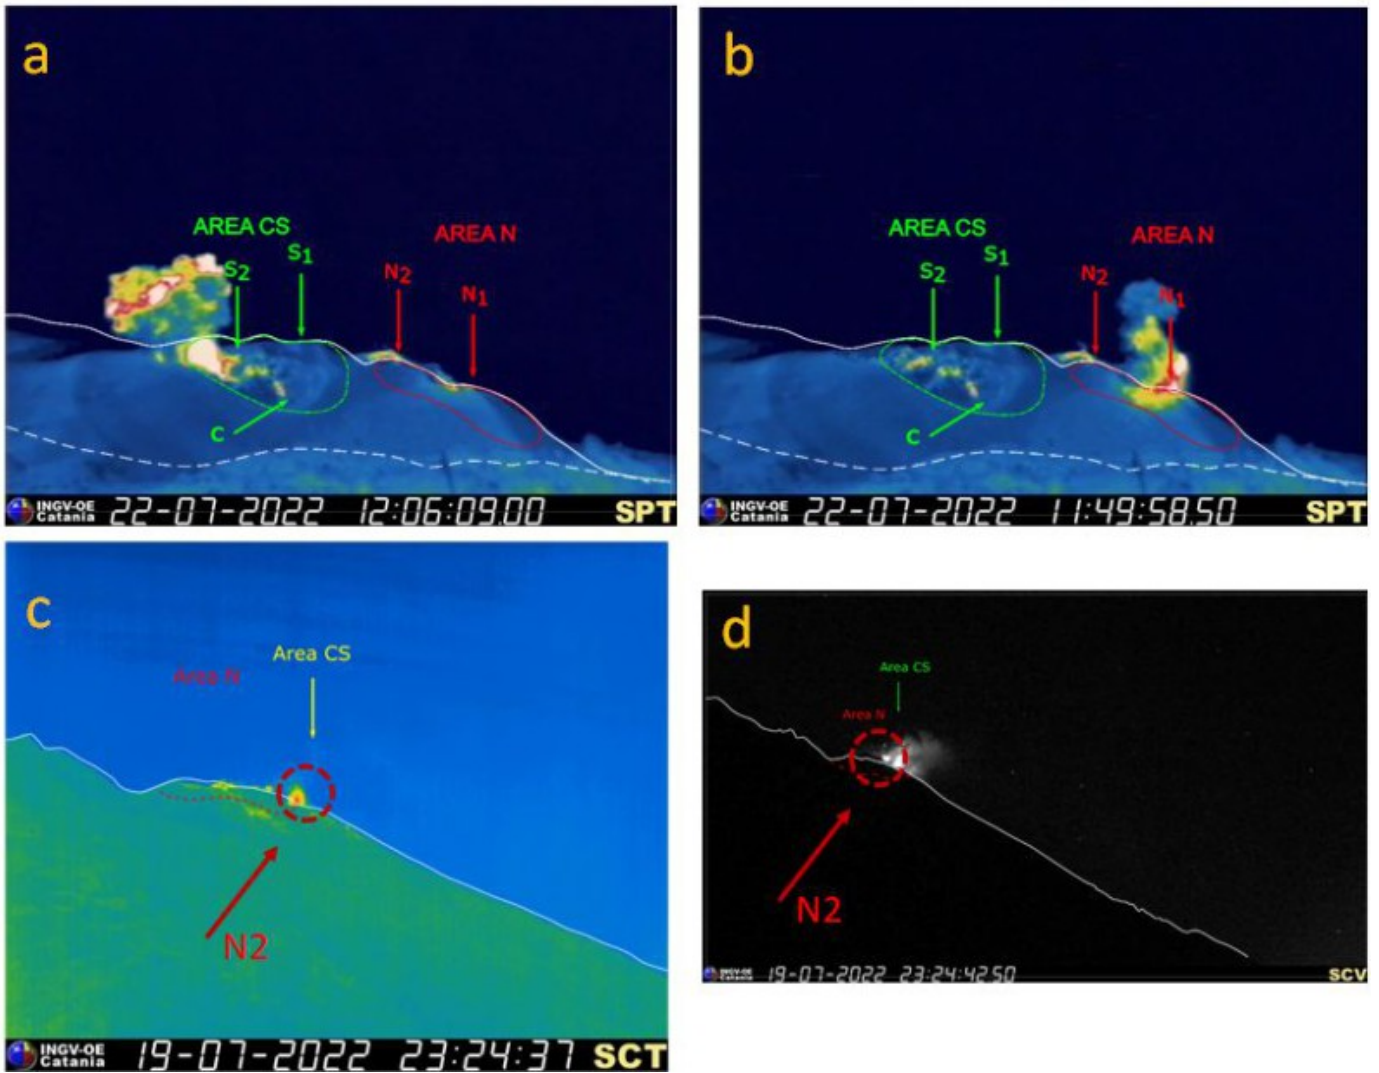 a
AREA CS
AREA N
S1
S2
N2
N1
C
INGV-OE
Catania
22-07-2022 12:06:09.00
SPT
b
AREA CS
AREA N
S1
S2
N2
N1
C
INGV-OE
Catania
22-07-2022 11:49:58.50
SPT
c
Area CS
Area N
N2
INGV-OE
Catania
19-07-2022 23:24:37
SCT
d
Area CS
Area N
N2
INGV-OE
Catania
19-07-2022 23:24:42.50
SCV